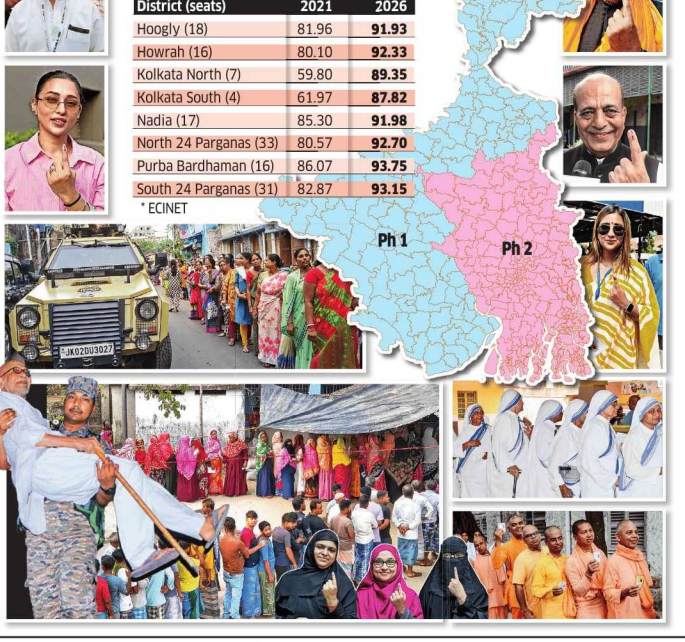 District (seats) 2021 2026
Hoogly (18) 81.96 91.93
Howrah (16) 80.10 92.33
Kolkata North (7) 59.80 89.35
Kolkata South (4) 61.97 87.82
Nadia (17) 85.30 91.98
North 24 Parganas (33) 80.57 92.70
Purba Bardhaman (16) 86.07 93.75
South 24 Parganas (31) 82.87 93.15
* ECINET
Ph 1
Ph 2
JK02DU3027